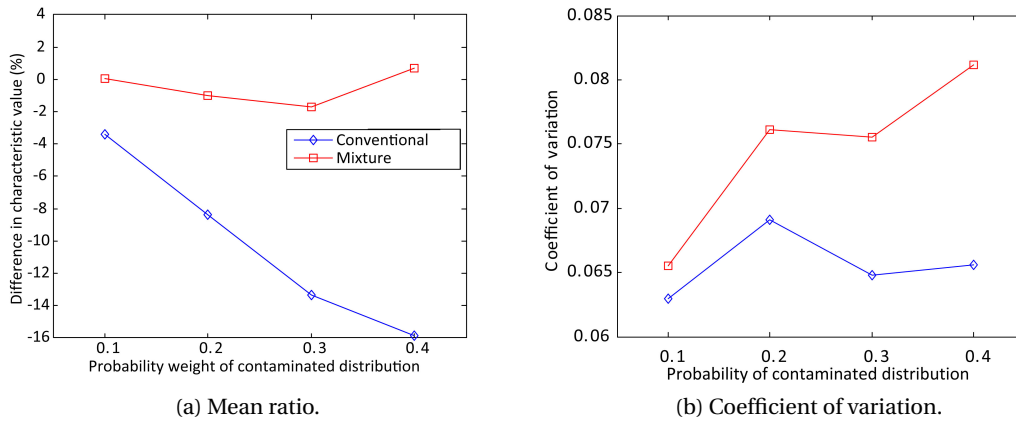 4
2
0
-2
-4
-6
-8
-10
-12
-14
-16
0.1 0.2 0.3 0.4
Difference in characteristic value (%)
Probability weight of contaminated distribution
Conventional
Mixture
(a) Mean ratio.
0.085
0.08
0.075
0.07
0.065
0.06
0.1 0.2 0.3 0.4
Coefficient of variation
Probability of contaminated distribution
(b) Coefficient of variation.